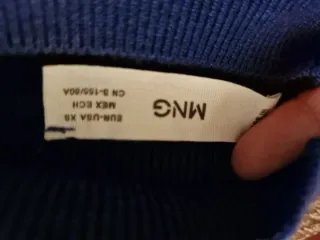 MNG
EUR-USA XS
MEX ECH
CN S-155/80A